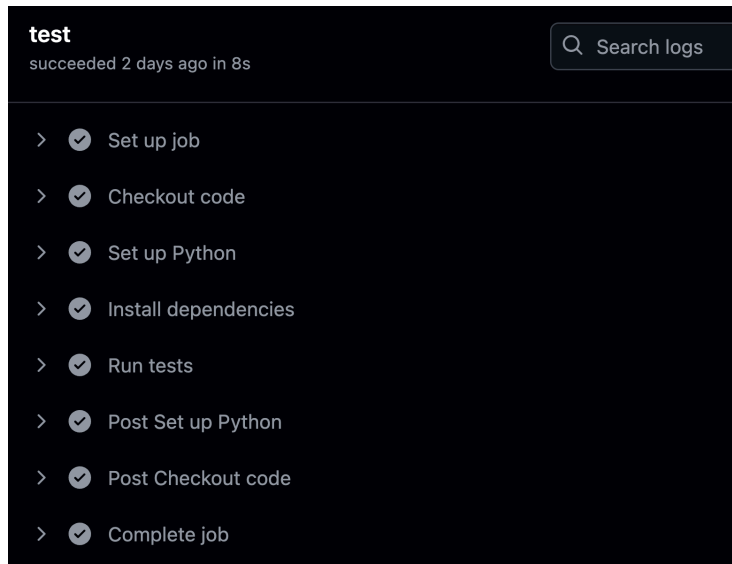 test
succeeded 2 days ago in 8s
Search logs
Set up job
Checkout code
Set up Python
Install dependencies
Run tests
Post Set up Python
Post Checkout code
Complete job